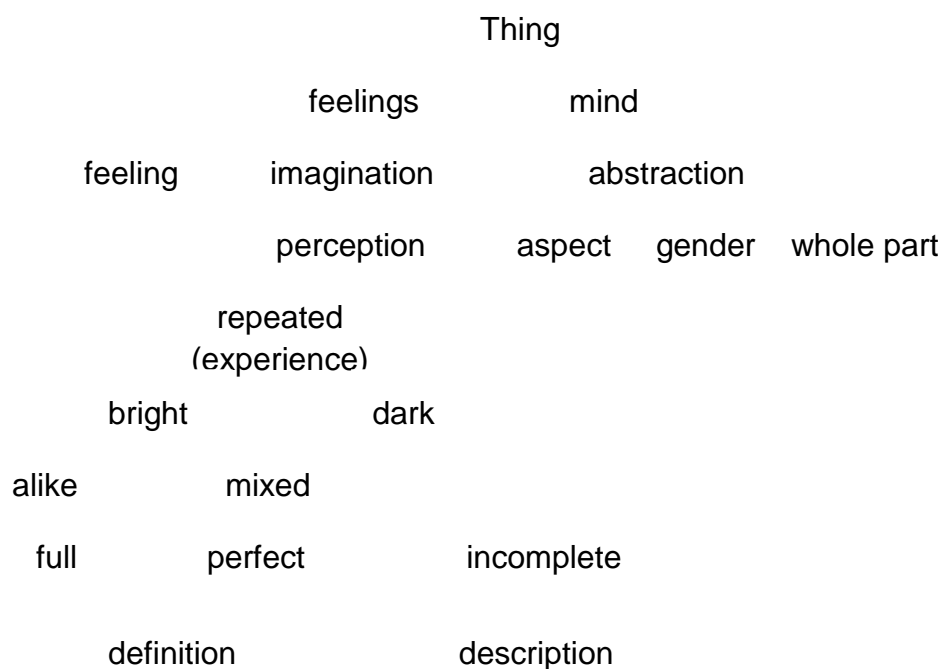 Thing
feelings mind
feeling imagination abstraction
perception aspect gender whole part
repeated
(experience)
bright dark
alike mixed
full perfect incomplete
definition description